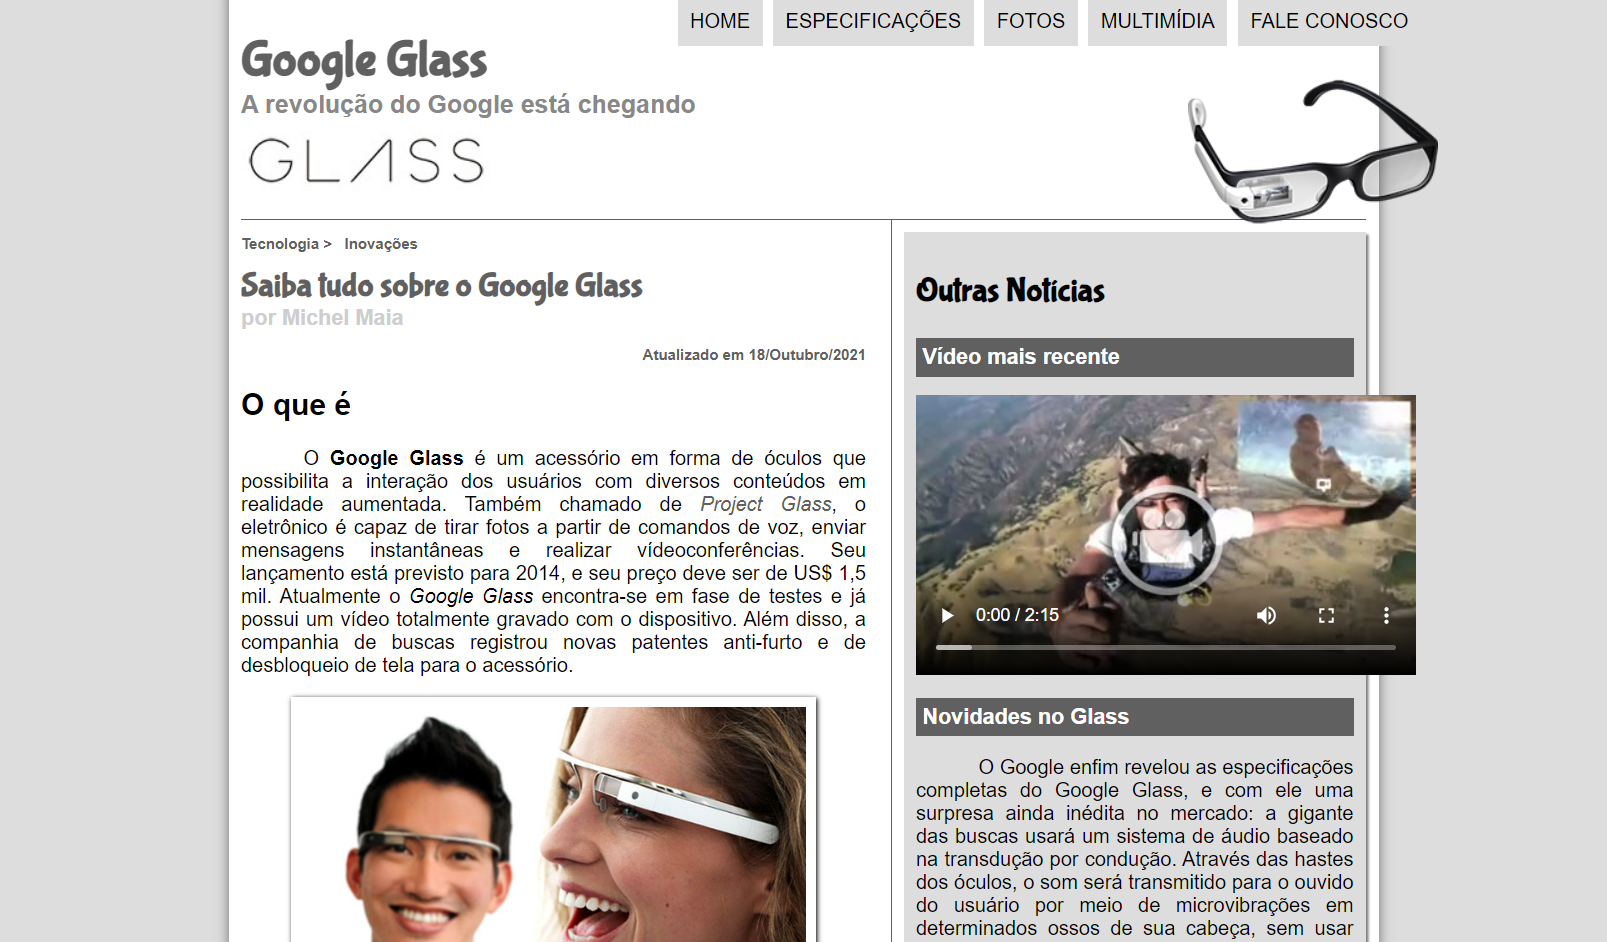 HOME ESPECIFICAÇÕES FOTOS MULTIMÍDIA FALE CONOSCO
Google Glass
A revolução do Google está chegando
GLASS
Tecnologia > Inovações
Saiba tudo sobre o Google Glass
por Michel Maia
Atualizado em 18/Outubro/2021
O que é
O Google Glass é um acessório em forma de óculos que
possibilita a interação dos usuários com diversos conteúdos em
realidade aumentada. Também chamado de Project Glass, o
eletrônico é capaz de tirar fotos a partir de comandos de voz, enviar
mensagens instantâneas e realizar vídeoconferências. Seu
lançamento está previsto para 2014, e seu preço deve ser de US$ 1,5
mil. Atualmente o Google Glass encontra-se em fase de testes e já
possui um vídeo totalmente gravado com o dispositivo. Além disso, a
companhia de buscas registrou novas patentes anti-furto e de
desbloqueio de tela para o acessório.
Outras Notícias
Vídeo mais recente
0:00 / 2:15
Novidades no Glass
O Google enfim revelou as especificações
completas do Google Glass, e com ele uma
surpresa ainda inédita no mercado: a gigante
das buscas usará um sistema de áudio baseado
na transdução por condução. Através das hastes
dos óculos, o som será transmitido para o ouvido
do usuário por meio de microvibrações em
determinados ossos de sua cabeça, sem usar